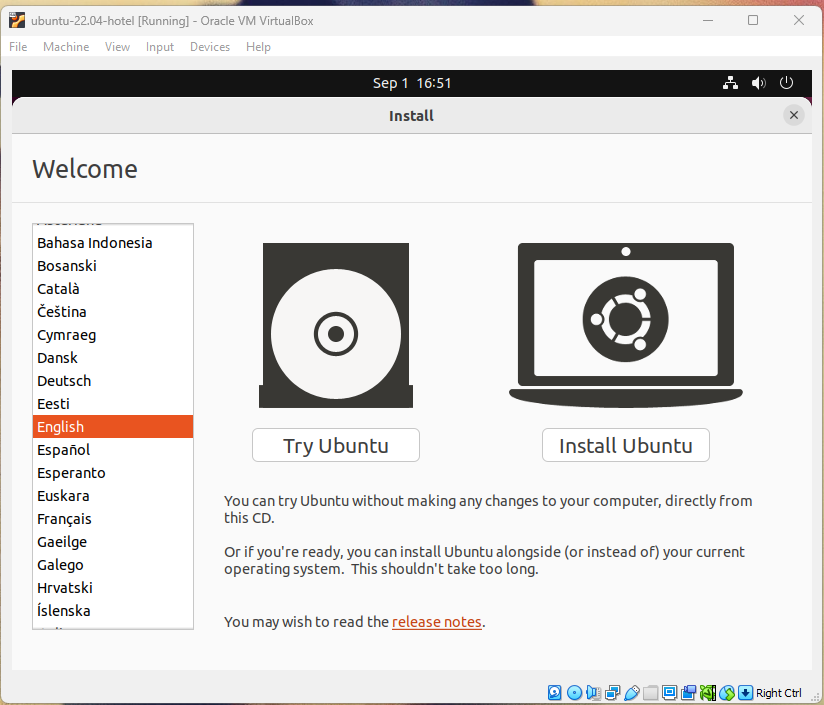 ubuntu-22.04-hotel [Running] - Oracle VM VirtualBox
File Machine View Input Devices Help
Sep 1 16:51
Install
Welcome
Bahasa Indonesia
Bosanski
Català
Čeština
Cymraeg
Dansk
Deutsch
Eesti
English
Español
Esperanto
Euskara
Français
Gaeilge
Galego
Hrvatski
Íslenska
Try Ubuntu
Install Ubuntu
You can try Ubuntu without making any changes to your computer, directly from
this CD.
Or if you're ready, you can install Ubuntu alongside (or instead of) your current
operating system. This shouldn't take too long.
You may wish to read the release notes.
Right Ctrl